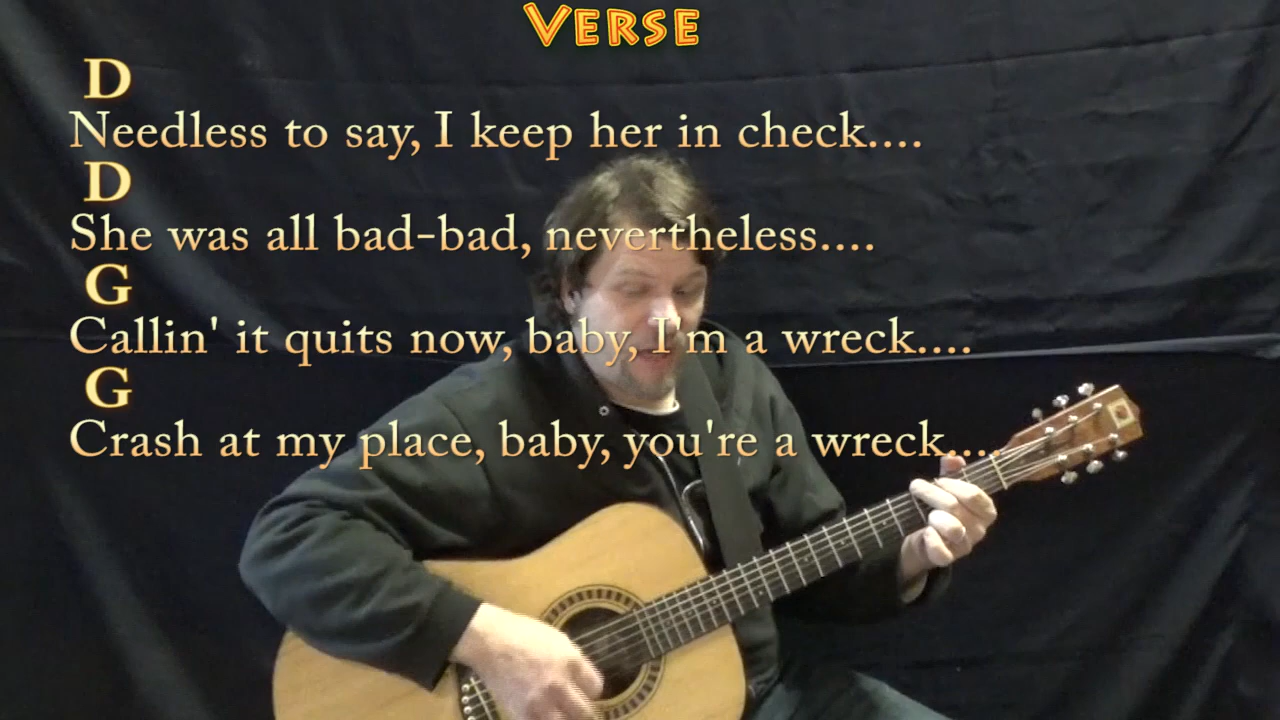 VERSE
D
Needless to say, I keep her in check....
D
She was all bad-bad, nevertheless....
G
Callin' it quits now, baby, I'm a wreck....
G
Crash at my place, baby, you're a wreck....